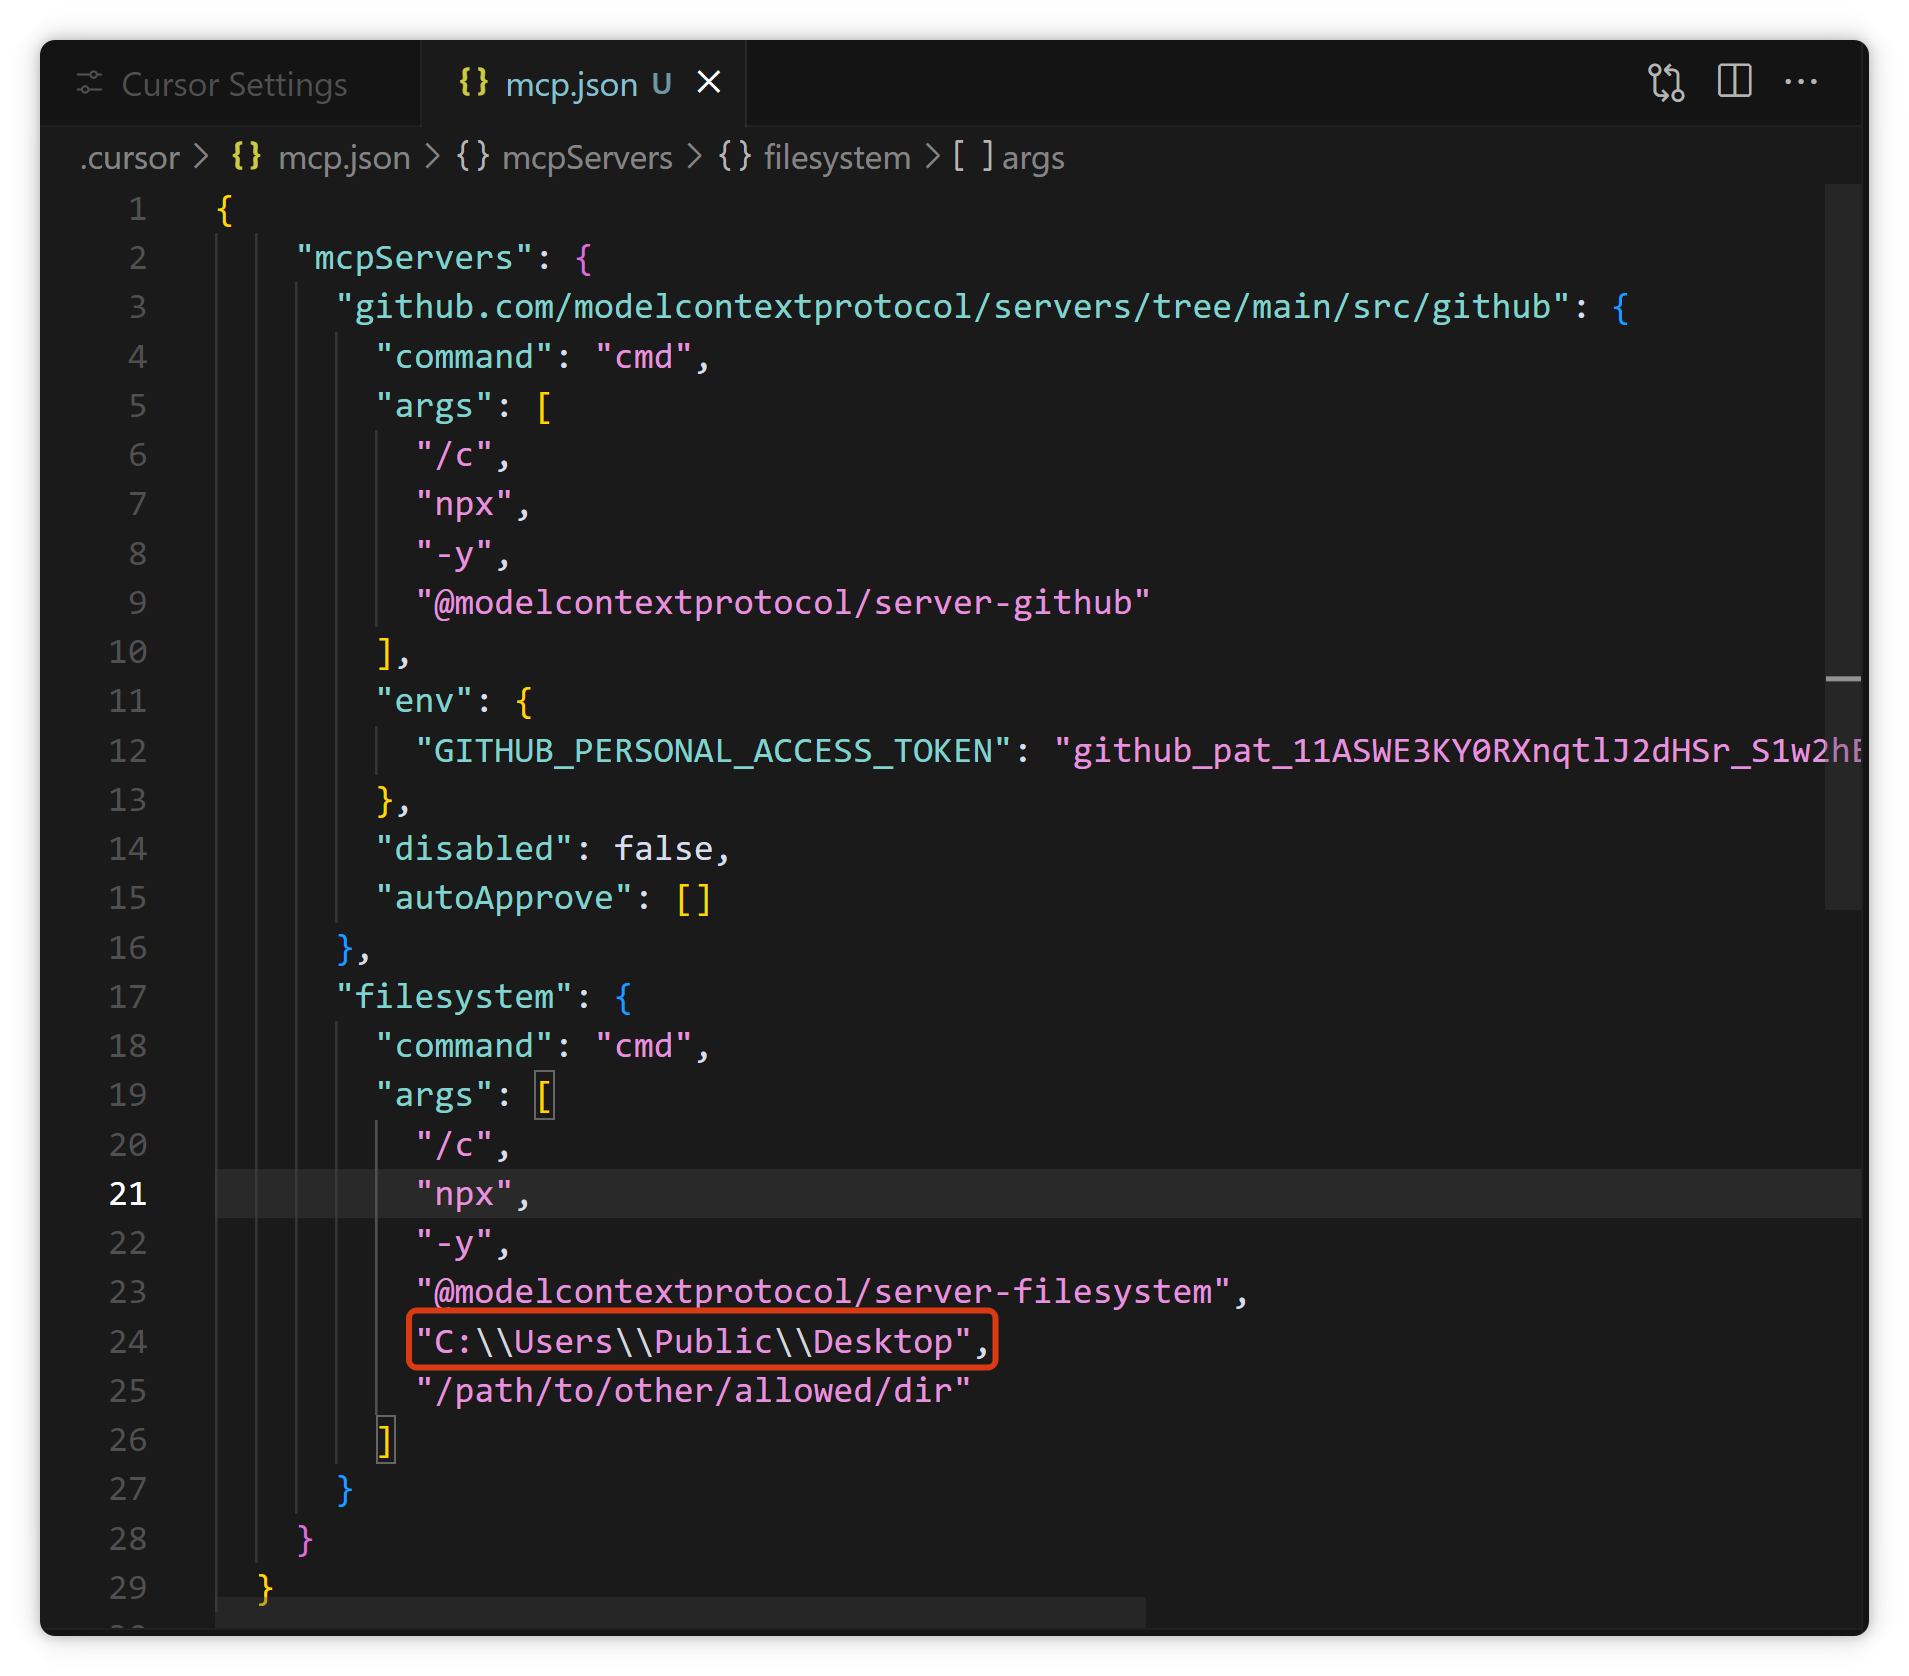 Cursor Settings
mcp.json U
.cursor > {} mcp.json > {} mcpServers > {} filesystem > [ ] args
1 {
2 "mcpServers": {
3 "github.com/modelcontextprotocol/servers/tree/main/src/github": {
4 "command": "cmd",
5 "args": [
6 "/c",
7 "npx",
8 "-y",
9 "@modelcontextprotocol/server-github"
10 ],
11 "env": {
12 "GITHUB_PERSONAL_ACCESS_TOKEN": "github_pat_11ASWE3KY0RXnqtlJ2dHSr_S1w2h
13 },
14 "disabled": false,
15 "autoApprove": []
16 },
17 "filesystem": {
18 "command": "cmd",
19 "args": [
20 "/c",
21 "npx",
22 "-y",
23 "@modelcontextprotocol/server-filesystem",
24 "C:\\Users\\Public\\Desktop",
25 "/path/to/other/allowed/dir"
26 ]
27 }
28 }
29 }